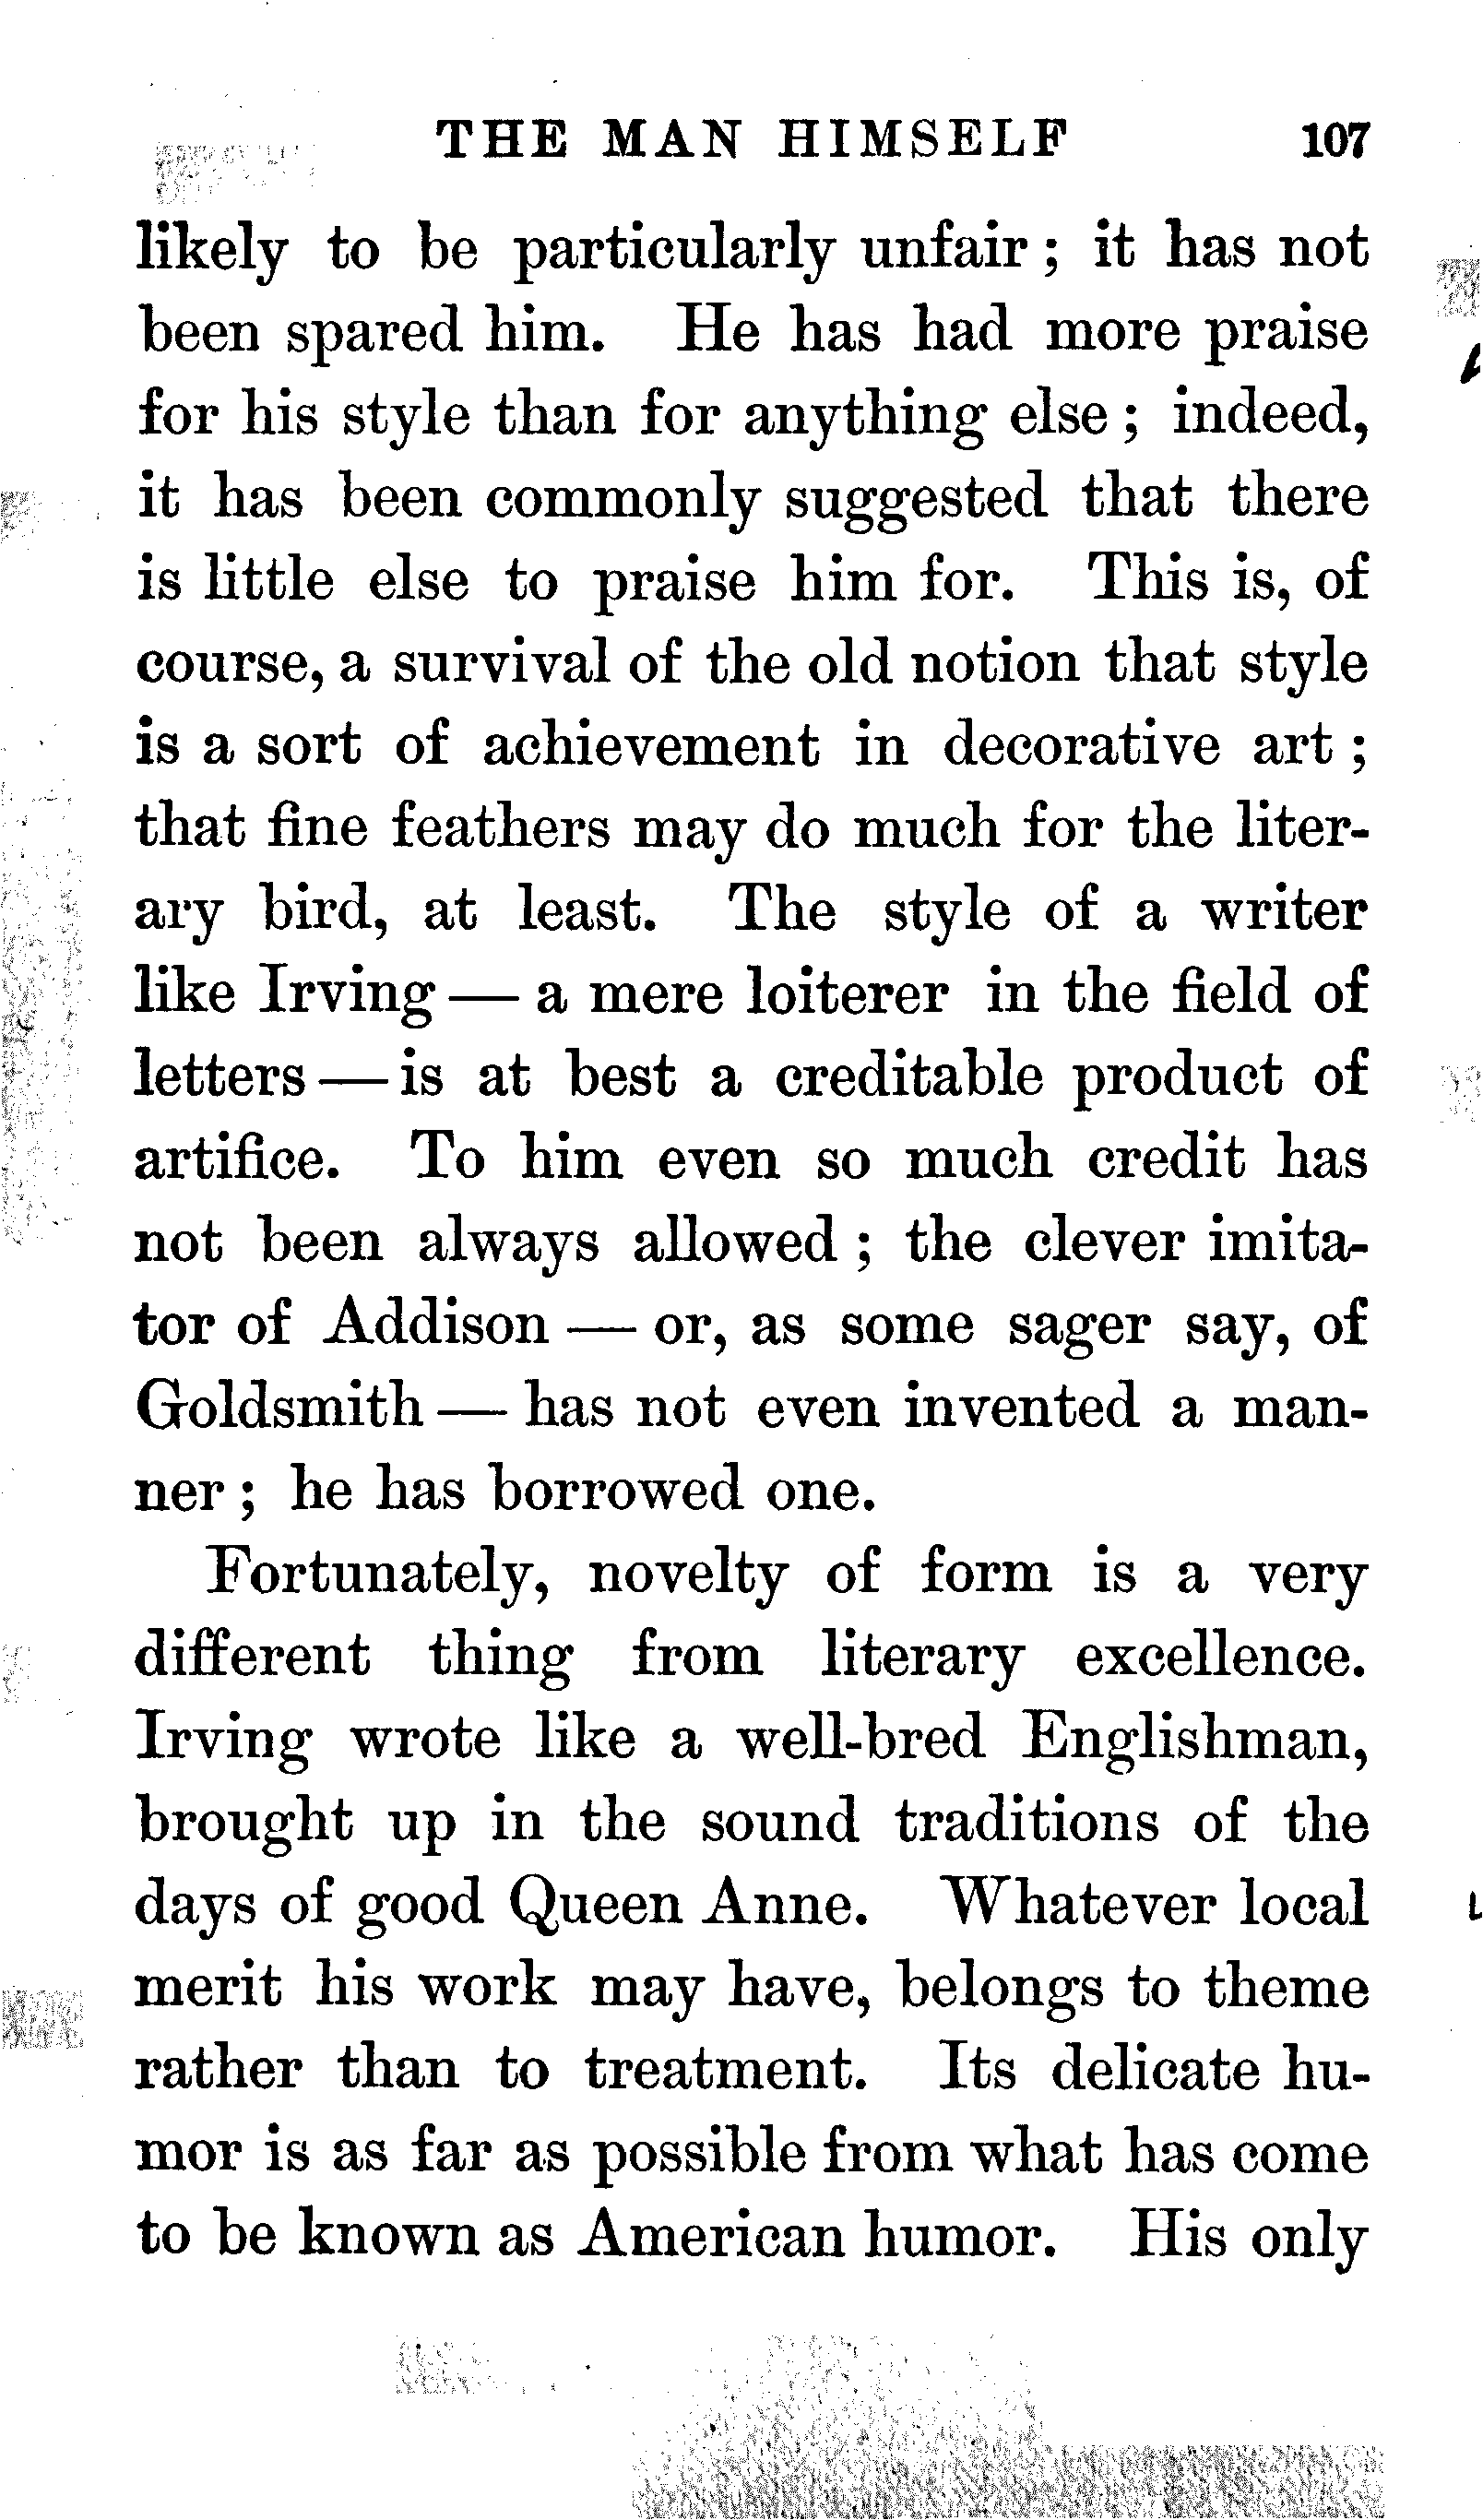 THE MAN HIMSELF 107
likely to be particularly unfair; it has not
been spared him. He has had more praise
for his style than for anything else; indeed,
it has been commonly suggested that there
is little else to praise him for. This is, of
course, a survival of the old notion that style
is a sort of achievement in decorative art;
that fine feathers may do much for the liter-
ary bird, at least. The style of a writer
like Irving — a mere loiterer in the field of
letters — is at best a creditable product of
artifice. To him even so much credit has
not been always allowed; the clever imita-
tor of Addison — or, as some sager say, of
Goldsmith — has not even invented a man-
ner; he has borrowed one.
Fortunately, novelty of form is a very
different thing from literary excellence.
Irving wrote like a well-bred Englishman,
brought up in the sound traditions of the
days of good Queen Anne. Whatever local
merit his work may have, belongs to theme
rather than to treatment. Its delicate hu-
mor is as far as possible from what has come
to be known as American humor. His only